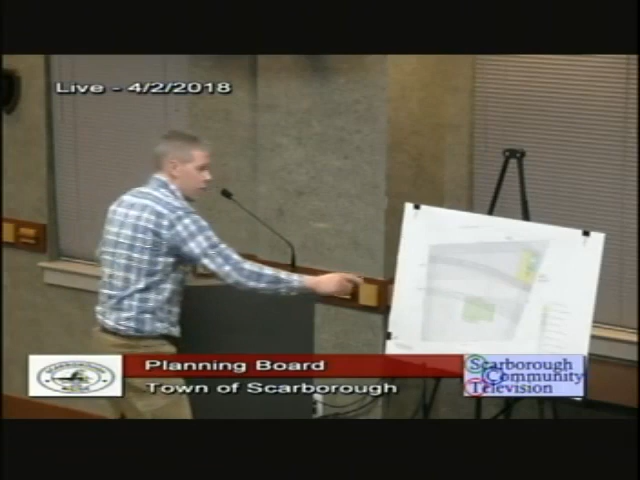 Live - 4/2/2018
Planning Board
Town of Scarborough
Scarborough
Community
Television